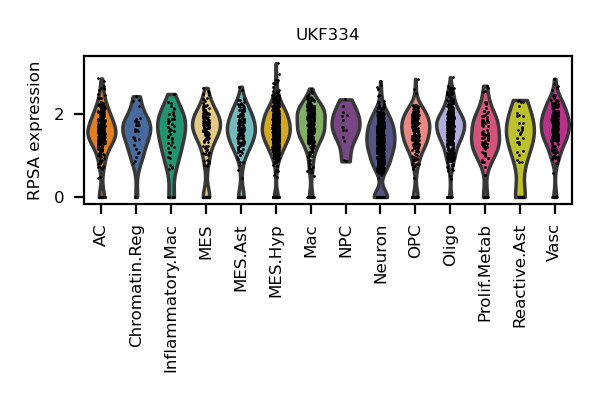 UKF334
RPSA expression
2
0
AC
Chromatin.Reg
Inflammatory.Mac
MES
MES.Ast
MES.Hyp
Mac
NPC
Neuron
OPC
Oligo
Prolif.Metab
Reactive.Ast
Vasc